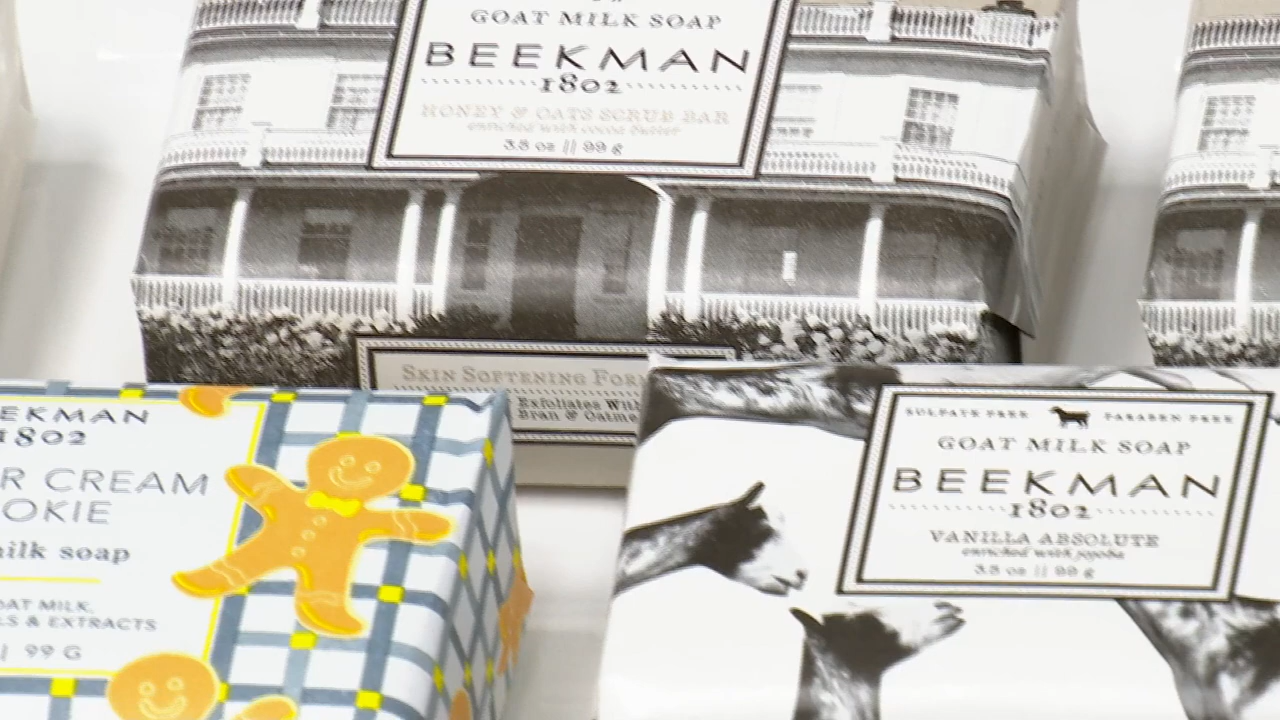 GOAT MILK SOAP
BEEKMAN
1802
HONEY & OATS SCRUB BAR
enriched with cocoa butter
3.5 oz || 99 g
SKIN SOFTENING FOR
Exfoliates With
Bran & Oatme
EEKMAN
1802
R CREAM
OKIE
milk soap
OAT MILK,
LS & EXTRACTS
| 99 G
SULFATE FREE PARABEN FREE
GOAT MILK SOAP
BEEKMAN
1802
VANILLA ABSOLUTE
enriched with jojoba
3.5 oz || 99 g